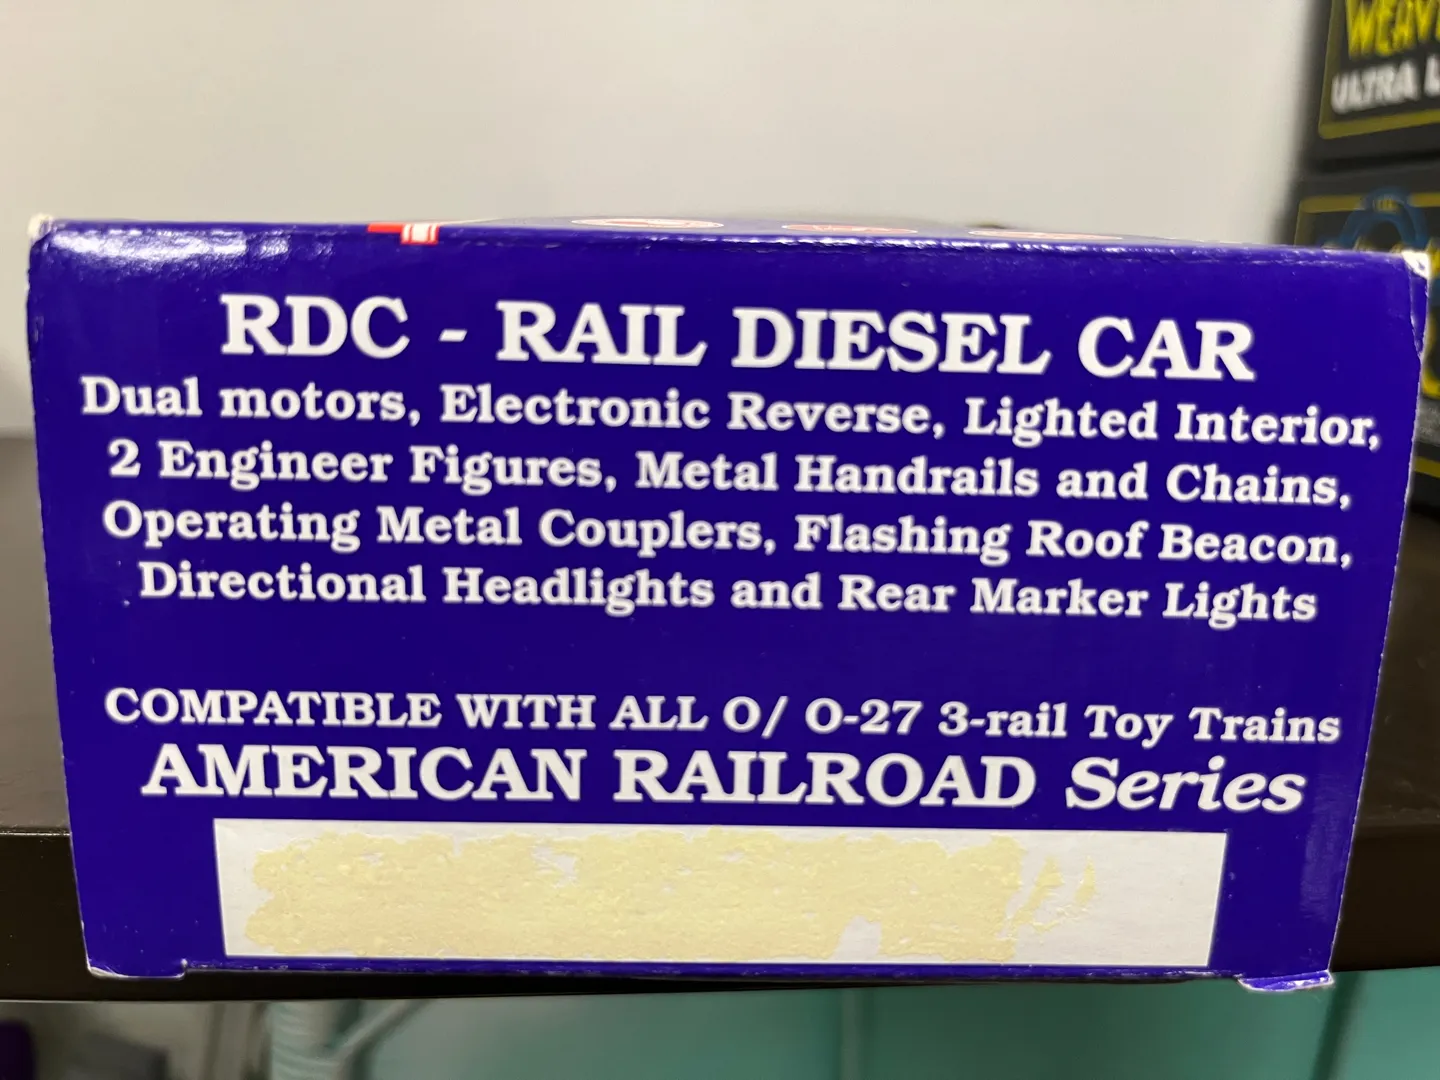 WEAV
ULTRA L
RDC - RAIL DIESEL CAR
Dual motors, Electronic Reverse, Lighted Interior,
2 Engineer Figures, Metal Handrails and Chains,
Operating Metal Couplers, Flashing Roof Beacon,
Directional Headlights and Rear Marker Lights
COMPATIBLE WITH ALL O/ O-27 3-rail Toy Trains
AMERICAN RAILROAD Series